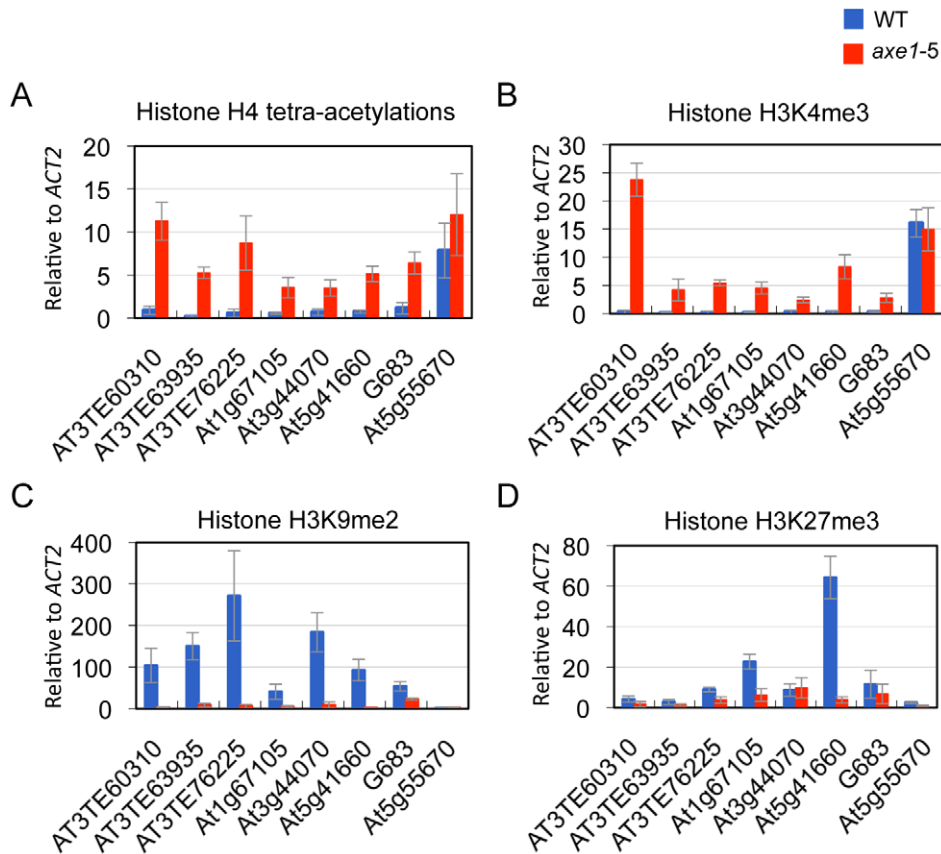 WT
axe1-5
A
Histone H4 tetra-acetylations
Relative to ACT2
20
15
10
5
0
AT3TE60310
AT3TE63935
AT3TE76225
At1g67105
At3g44070
At5g41660
G683
At5g55670
B
Histone H3K4me3
Relative to ACT2
30
25
20
15
10
5
0
AT3TE60310
AT3TE63935
AT3TE76225
At1g67105
At3g44070
At5g41660
G683
At5g55670
C
Histone H3K9me2
Relative to ACT2
400
300
200
100
0
AT3TE60310
AT3TE63935
AT3TE76225
At1g67105
At3g44070
At5g41660
G683
At5g55670
D
Histone H3K27me3
Relative to ACT2
80
60
40
20
0
AT3TE60310
AT3TE63935
AT3TE76225
At1g67105
At3g44070
At5g41660
G683
At5g55670